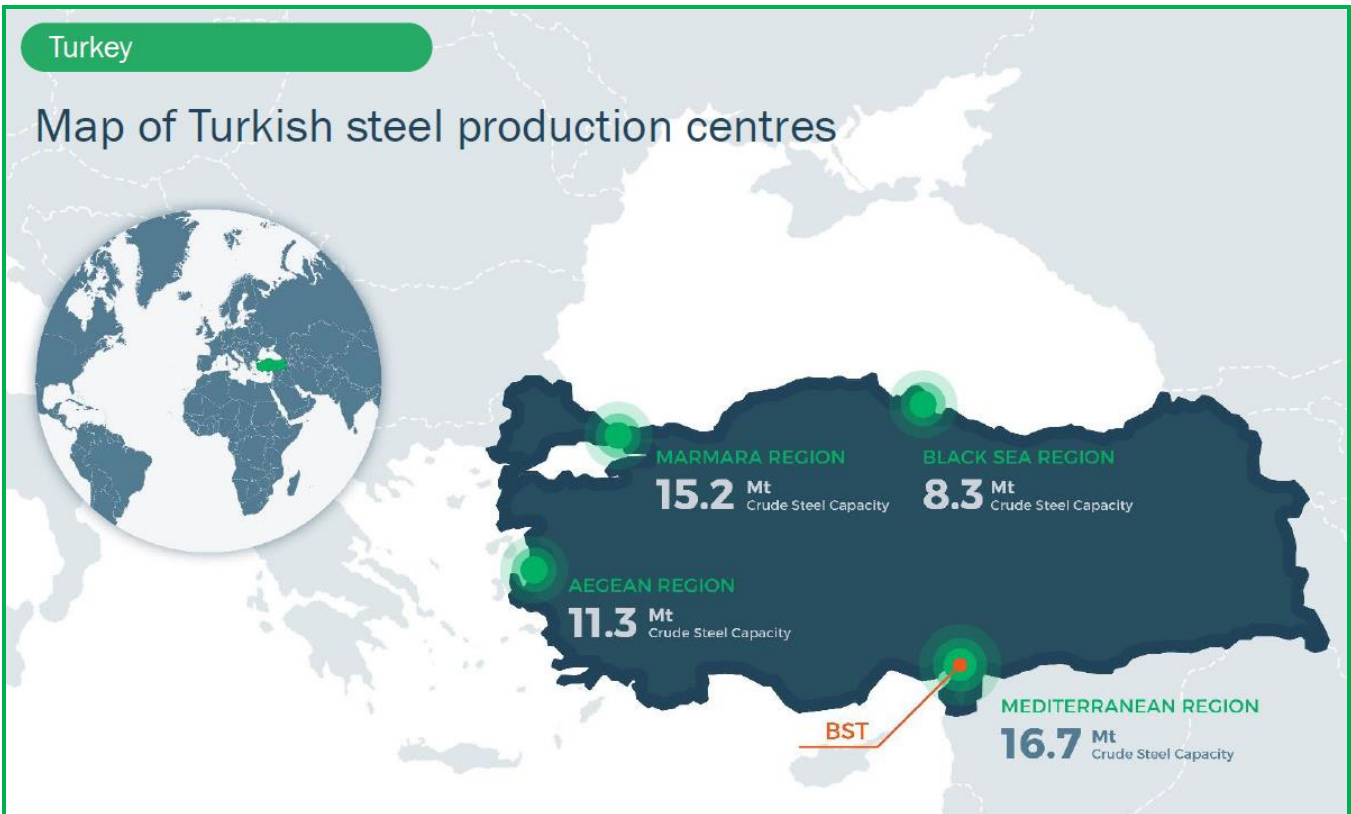 Turkey
Map of Turkish steel production centres
MARMARA REGION
15.2 Mt
Crude Steel Capacity
BLACK SEA REGION
8.3 Mt
Crude Steel Capacity
AEGEAN REGION
11.3 Mt
Crude Steel Capacity
BST
MEDITERRANEAN REGION
16.7 Mt
Crude Steel Capacity